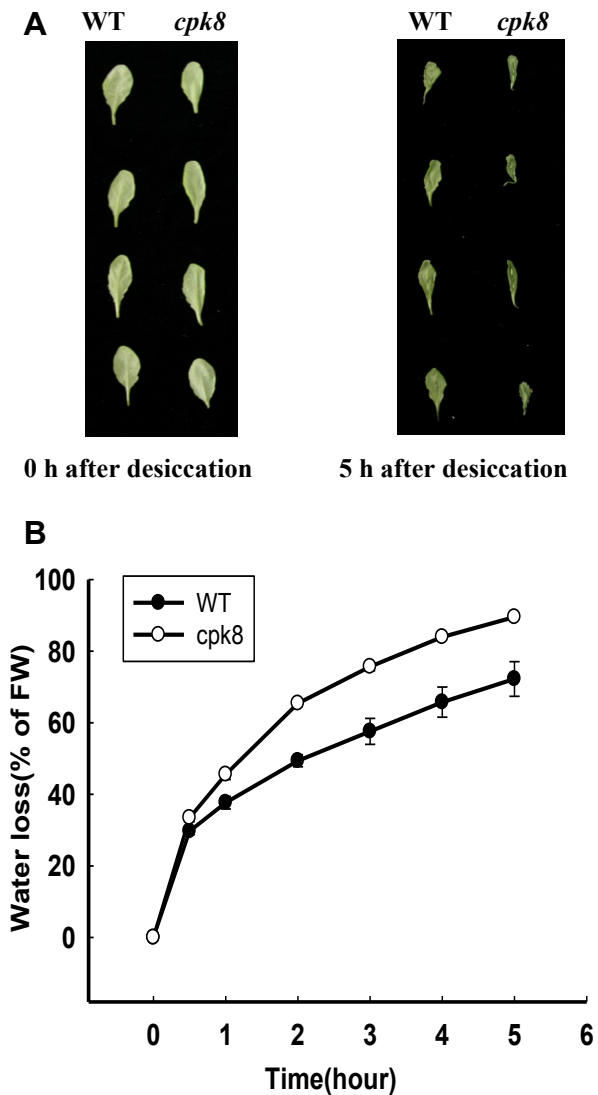 A
WT cpk8 WT cpk8
0 h after desiccation 5 h after desiccation
B
100
80
60
40
20
0
Water loss(% of FW)
WT
cpk8
0 1 2 3 4 5 6
Time(hour)